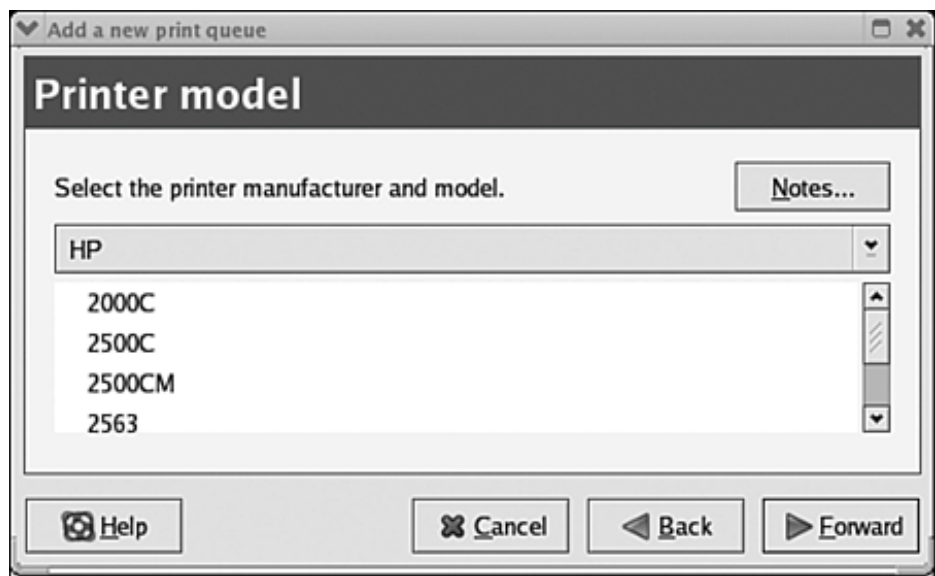 Add a new print queue
Printer model
Select the printer manufacturer and model.
Notes...
HP
2000C
2500C
2500CM
2563
Help
Cancel
Back
Forward